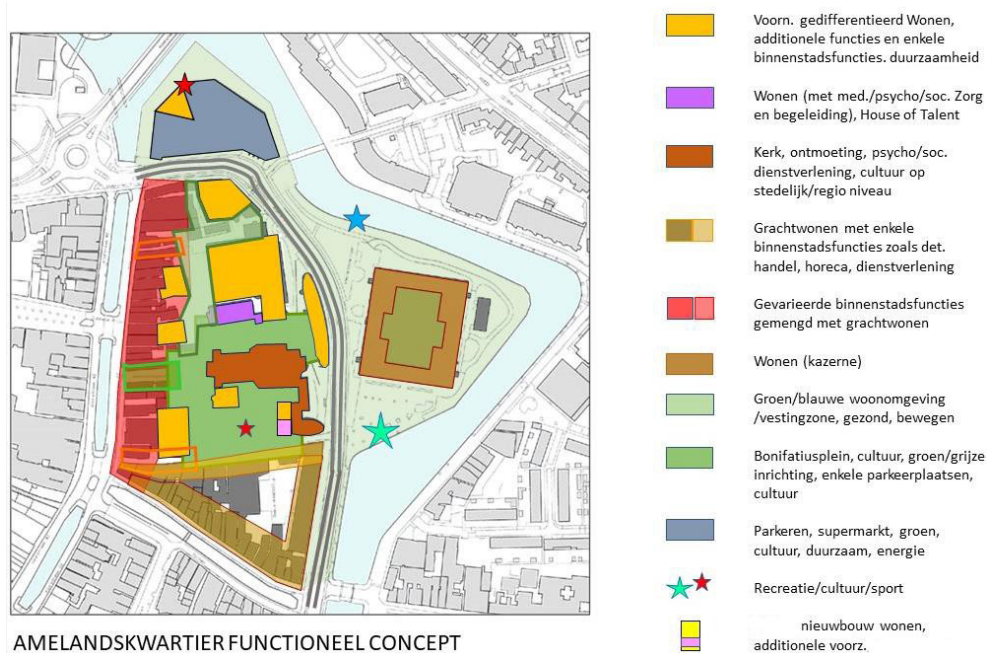 Voorn. gedifferentieerd Wonen,
additionele functies en enkele
binnenstadsfuncties. duurzaamheid
Wonen (met med./psycho/soc. Zorg
en begeleiding), House of Talent
Kerk, ontmoeting, psycho/soc.
dienstverlening, cultuur op
stedelijk/regio niveau
Grachtwonen met enkele
binnenstadsfuncties zoals det.
handel, horeca, dienstverlening
Gevarieerde binnenstadsfuncties
gemengd met grachtwonen
Wonen (kazerne)
Groen/blauwe woonomgeving
/vestingzone, gezond, bewegen
Bonifatiusplein, cultuur, groen/grijze
inrichting, enkele parkeerplaatsen,
cultuur
Parkeren, supermarkt, groen,
cultuur, duurzaam, energie
Recreatie/cultuur/sport
nieuwbouw wonen,
additionele voorz.
AMELANDSKWARTIER FUNCTIONEEL CONCEPT